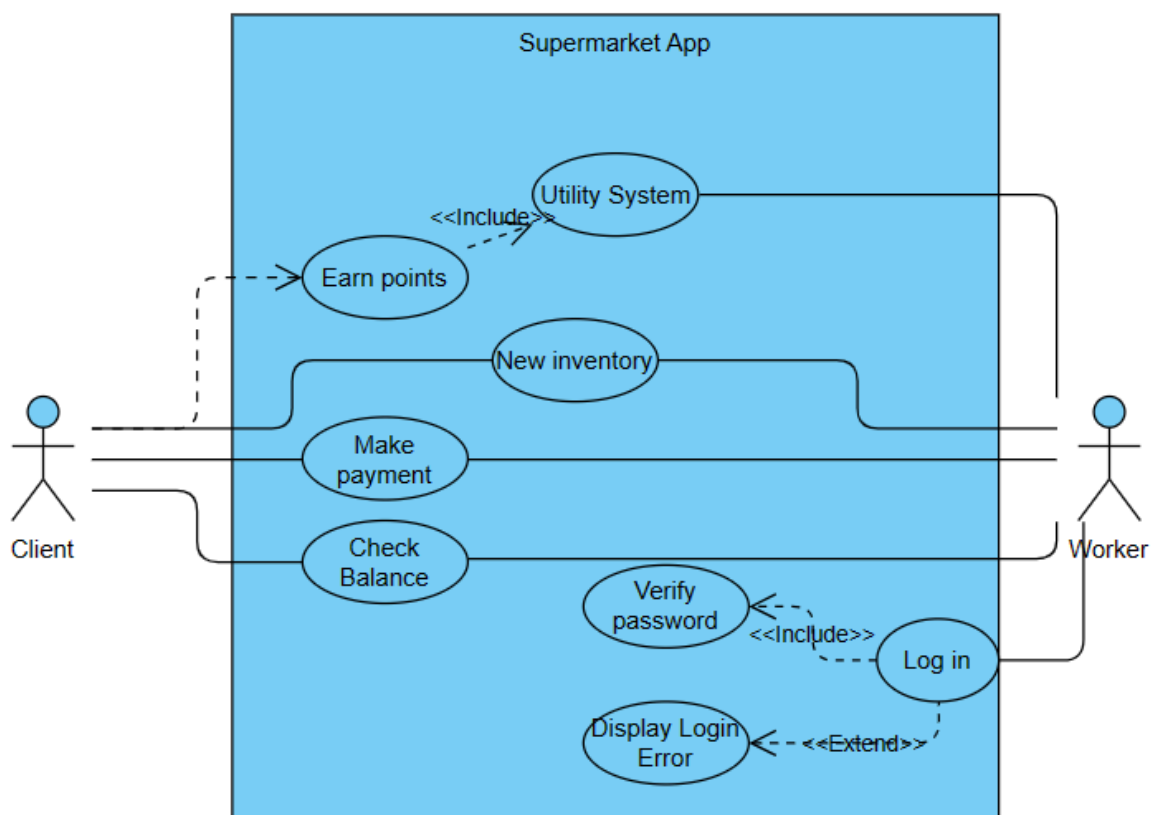 Supermarket App
Utility System
<<Include>>
Earn points
New inventory
Make
payment
Client
Check
Balance
Worker
Verify
password
<<Include>>
Log in
Display Login
Error
<<Extend>>